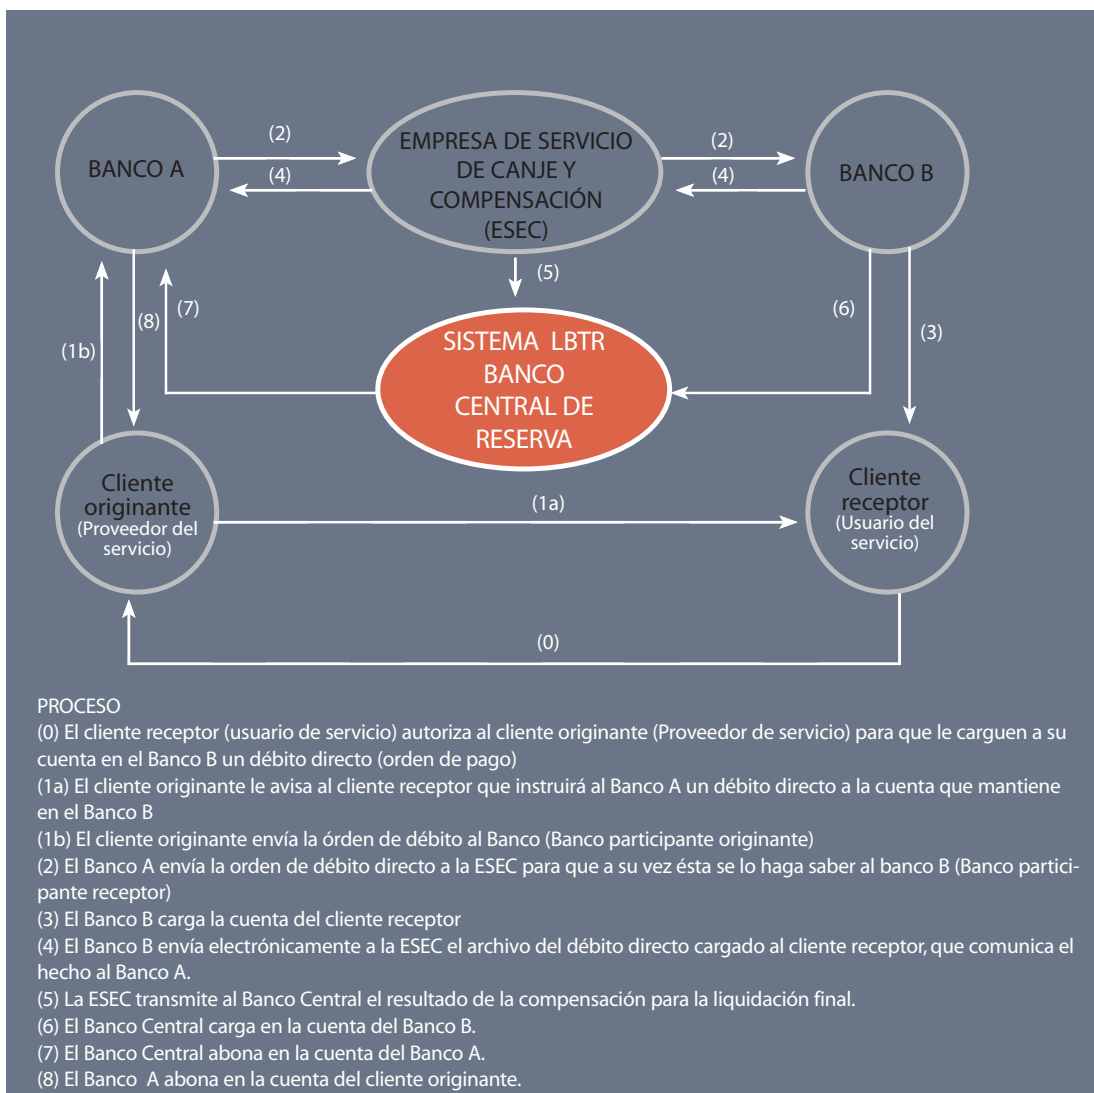 (2)
(2)
BANCO A
EMPRESA DE SERVICIO
DE CANJE Y
COMPENSACIÓN
(ESEC)
BANCO B
(4)
(4)
(5)
(1b)
(8)
(7)
(6)
(3)
SISTEMA LBTR
BANCO
CENTRAL DE
RESERVA
Cliente
originante
(Proveedor del
servicio)
(1a)
Cliente
receptor
(Usuario del
servicio)
(0)
PROCESO
(0) El cliente receptor (usuario de servicio) autoriza al cliente originante (Proveedor de servicio) para que le carguen a su
cuenta en el Banco B un débito directo (orden de pago)
(1a) El cliente originante le avisa al cliente receptor que instruirá al Banco A un débito directo a la cuenta que mantiene
en el Banco B
(1b) El cliente originante envía la órden de débito al Banco (Banco participante originante)
(2) El Banco A envía la orden de débito directo a la ESEC para que a su vez ésta se lo haga saber al banco B (Banco partici-
pante receptor)
(3) El Banco B carga la cuenta del cliente receptor
(4) El Banco B envía electrónicamente a la ESEC el archivo del débito directo cargado al cliente receptor, que comunica el
hecho al Banco A.
(5) La ESEC transmite al Banco Central el resultado de la compensación para la liquidación final.
(6) El Banco Central carga en la cuenta del Banco B.
(7) El Banco Central abona en la cuenta del Banco A.
(8) El Banco A abona en la cuenta del cliente originante.